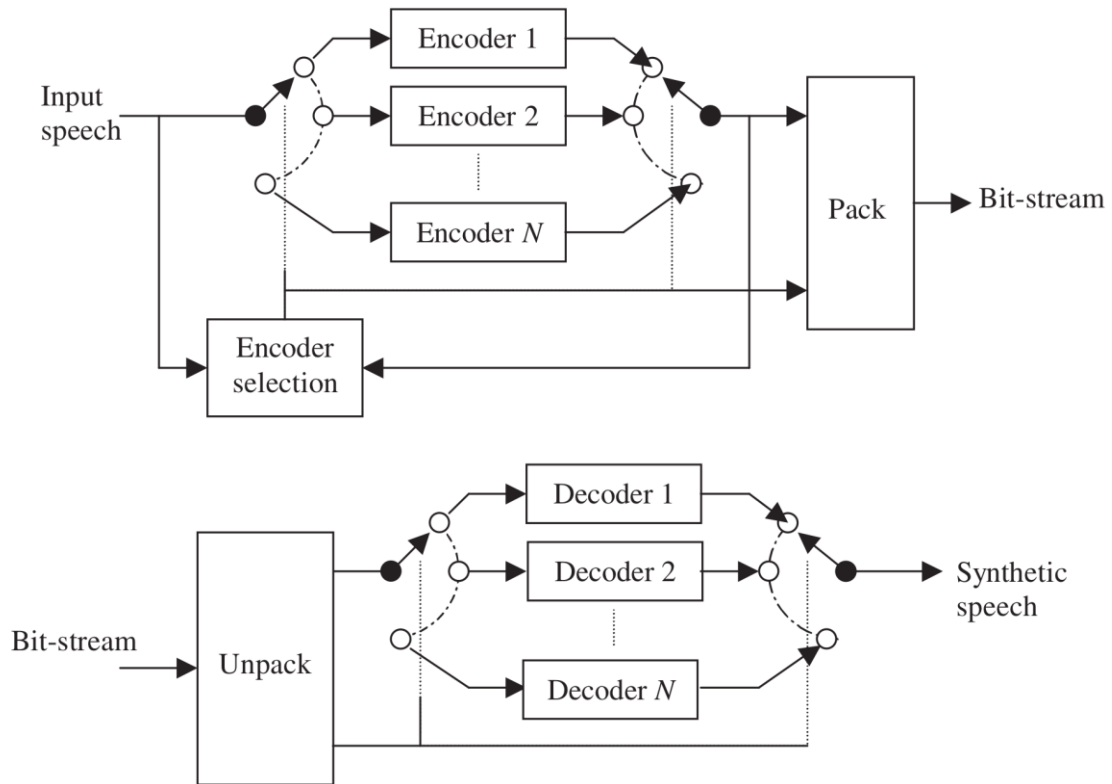 Input
speech
Encoder 1
Encoder 2
Encoder N
Pack
Bit-stream
Encoder
selection
Decoder 1
Decoder 2
Decoder N
Bit-stream
Unpack
Synthetic
speech